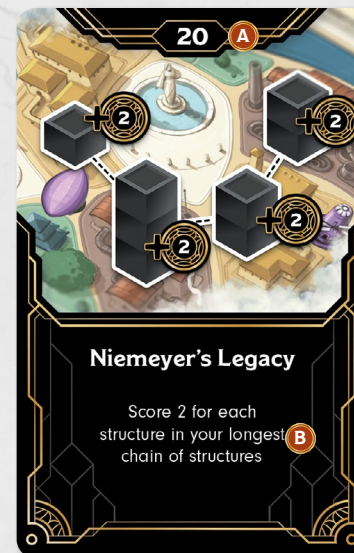 20 A
+2
+2
+2
+2
Niemeyer's Legacy
Score 2 for each
structure in your longest B
chain of structures